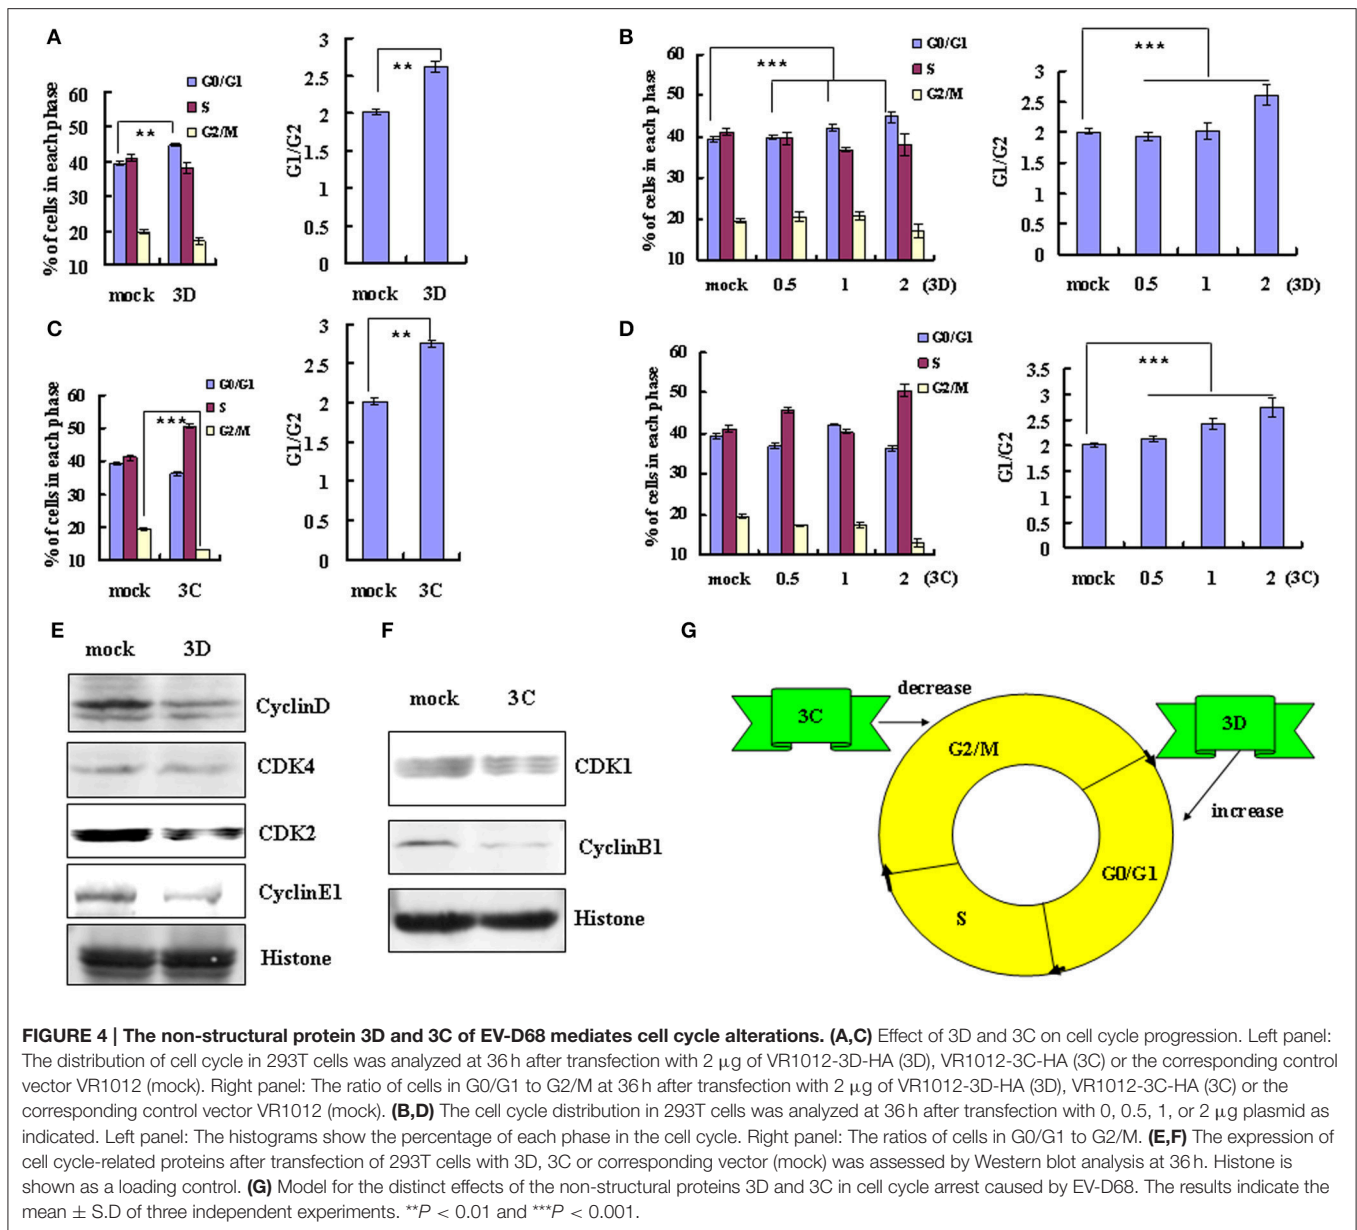 A
% of cells in each phase
60
50
40
30
20
10
**
G0/G1
S
G2/M
mock 3D
G1/G2
3
2.5
2
1.5
1
0.5
0
**
mock 3D
B
% of cells in each phase
60
50
40
30
20
10
***
G0/G1
S
G2/M
mock 0.5 1 2 (3D)
G1/G2
3
2.5
2
1.5
1
0.5
0
***
mock 0.5 1 2 (3D)
C
% of cells in each phase
60
50
40
30
20
10
***
G0/G1
S
G2/M
mock 3C
G1/G2
3
2.5
2
1.5
1
0.5
0
**
mock 3C
D
% of cells in each phase
60
50
40
30
20
10
G0/G1
S
G2/M
mock 0.5 1 2 (3C)
G1/G2
3.5
3
2.5
2
1.5
1
0.5
0
***
mock 0.5 1 2 (3C)
E
mock 3D
CyclinD
CDK4
CDK2
CyclinE1
Histone
F
mock 3C
CDK1
CyclinB1
Histone
G
3C
decrease
G2/M
3D
increase
G0/G1
S
FIGURE 4 | The non-structural protein 3D and 3C of EV-D68 mediates cell cycle alterations. (A,C) Effect of 3D and 3C on cell cycle progression. Left panel:
The distribution of cell cycle in 293T cells was analyzed at 36 h after transfection with 2 μg of VR1012-3D-HA (3D), VR1012-3C-HA (3C) or the corresponding control
vector VR1012 (mock). Right panel: The ratio of cells in G0/G1 to G2/M at 36 h after transfection with 2 μg of VR1012-3D-HA (3D), VR1012-3C-HA (3C) or the
corresponding control vector VR1012 (mock). (B,D) The cell cycle distribution in 293T cells was analyzed at 36 h after transfection with 0, 0.5, 1, or 2 μg plasmid as
indicated. Left panel: The histograms show the percentage of each phase in the cell cycle. Right panel: The ratios of cells in G0/G1 to G2/M. (E,F) The expression of
cell cycle-related proteins after transfection of 293T cells with 3D, 3C or corresponding vector (mock) was assessed by Western blot analysis at 36 h. Histone is
shown as a loading control. (G) Model for the distinct effects of the non-structural proteins 3D and 3C in cell cycle arrest caused by EV-D68. The results indicate the
mean ± S.D of three independent experiments. **P < 0.01 and ***P < 0.001.